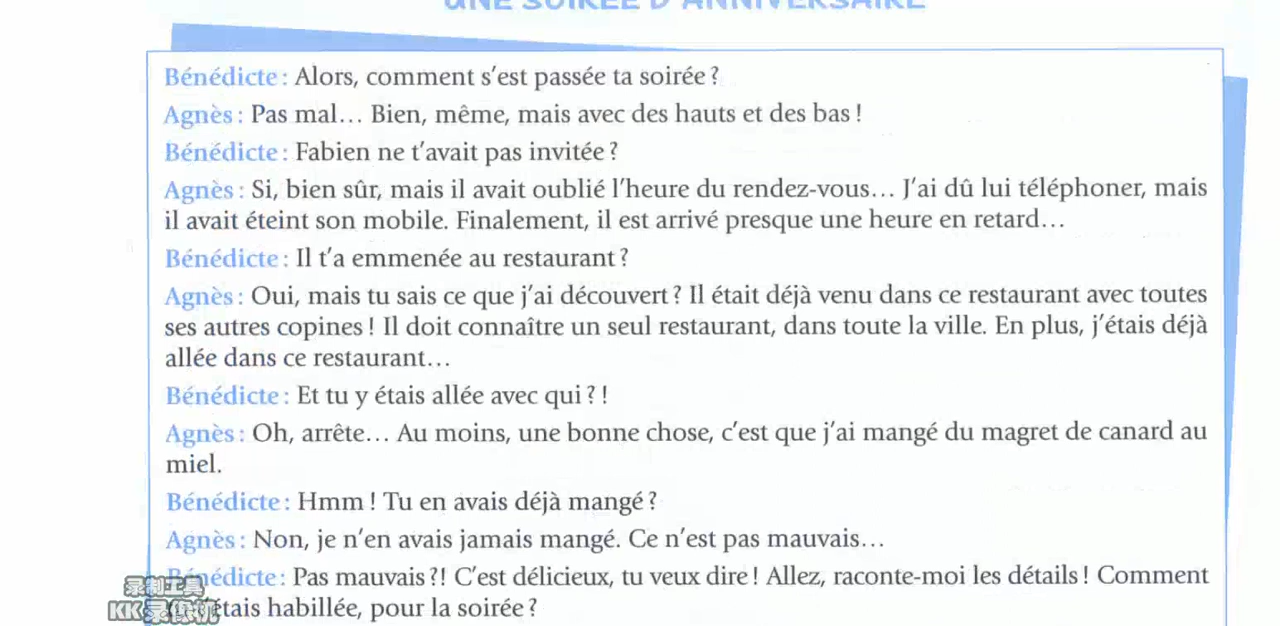 UNE SOIRÉE D'ANNIVERSAIRE
Bénédicte : Alors, comment s'est passée ta soirée ?
Agnès : Pas mal… Bien, même, mais avec des hauts et des bas !
Bénédicte : Fabien ne t'avait pas invitée ?
Agnès : Si, bien sûr, mais il avait oublié l'heure du rendez-vous… J'ai dû lui téléphoner, mais
il avait éteint son mobile. Finalement, il est arrivé presque une heure en retard…
Bénédicte : Il t'a emmenée au restaurant ?
Agnès : Oui, mais tu sais ce que j'ai découvert ? Il était déjà venu dans ce restaurant avec toutes
ses autres copines ! Il doit connaître un seul restaurant, dans toute la ville. En plus, j'étais déjà
allée dans ce restaurant…
Bénédicte : Et tu y étais allée avec qui ? !
Agnès : Oh, arrête… Au moins, une bonne chose, c'est que j'ai mangé du magret de canard au
miel.
Bénédicte : Hmm ! Tu en avais déjà mangé ?
Agnès : Non, je n'en avais jamais mangé. Ce n'est pas mauvais…
Bénédicte : Pas mauvais ?! C'est délicieux, tu veux dire ! Allez, raconte-moi les détails ! Comment
étais habillée, pour la soirée ?
录制工具
KK录像机